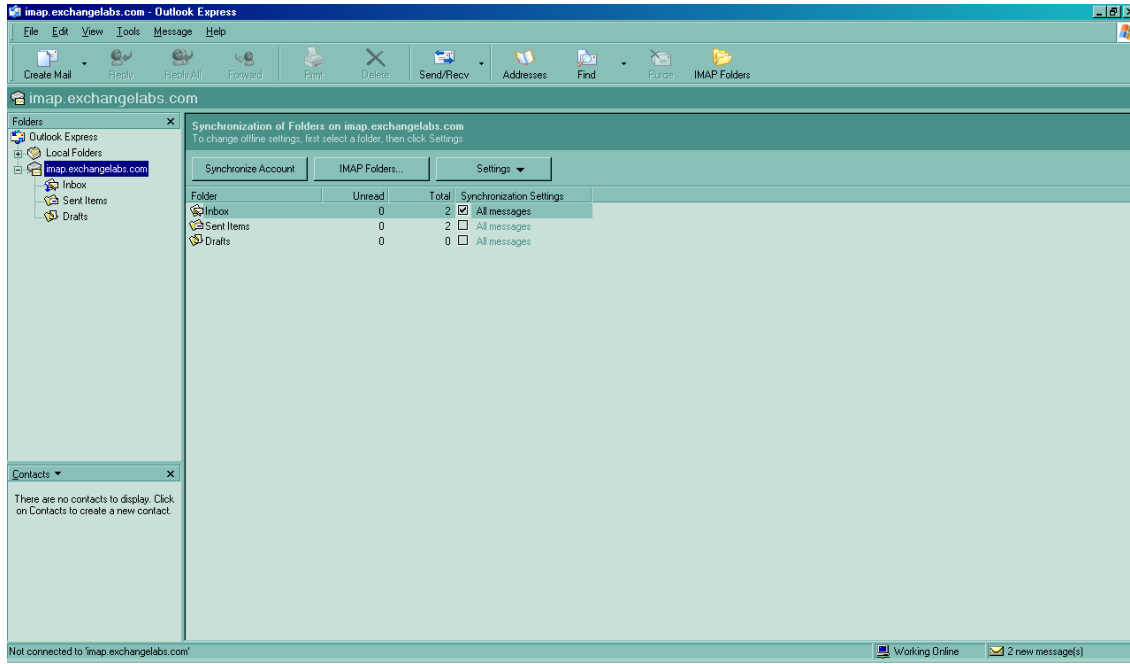 imap.exchangelabs.com - Outlook Express
File Edit View Tools Message Help
Create Mail Reply Reply All Forward Print Delete Send/Recv Addresses Find Purge IMAP Folders
imap.exchangelabs.com
Folders
Outlook Express
Local Folders
imap.exchangelabs.com
Inbox
Sent Items
Drafts
Synchronization of Folders on imap.exchangelabs.com
To change offline settings, first select a folder, then click Settings
Synchronize Account IMAP Folders... Settings
Folder Unread Total Synchronization Settings
Inbox 0 2 All messages
Sent Items 0 2 All messages
Drafts 0 0 All messages
Contacts
There are no contacts to display. Click
on Contacts to create a new contact.
Not connected to 'imap.exchangelabs.com' Working Online 2 new message(s)